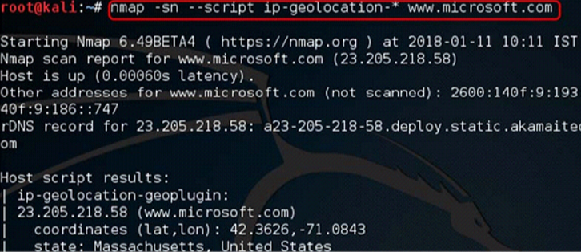 root@kali:~# nmap -sn --script ip-geolocation-* www.microsoft.com
Starting Nmap 6.49BETA4 ( https://nmap.org ) at 2018-01-11 10:11 IST
Nmap scan report for www.microsoft.com (23.205.218.58)
Host is up (0.00060s latency).
Other addresses for www.microsoft.com (not scanned): 2600:140f:9:193
40f:9:186::747
rDNS record for 23.205.218.58: a23-205-218-58.deploy.static.akamaite
om
Host script results:
| ip-geolocation-geoplugin:
| 23.205.218.58 (www.microsoft.com)
|   coordinates (lat,lon): 42.3626,-71.0843
|   state: Massachusetts, United States